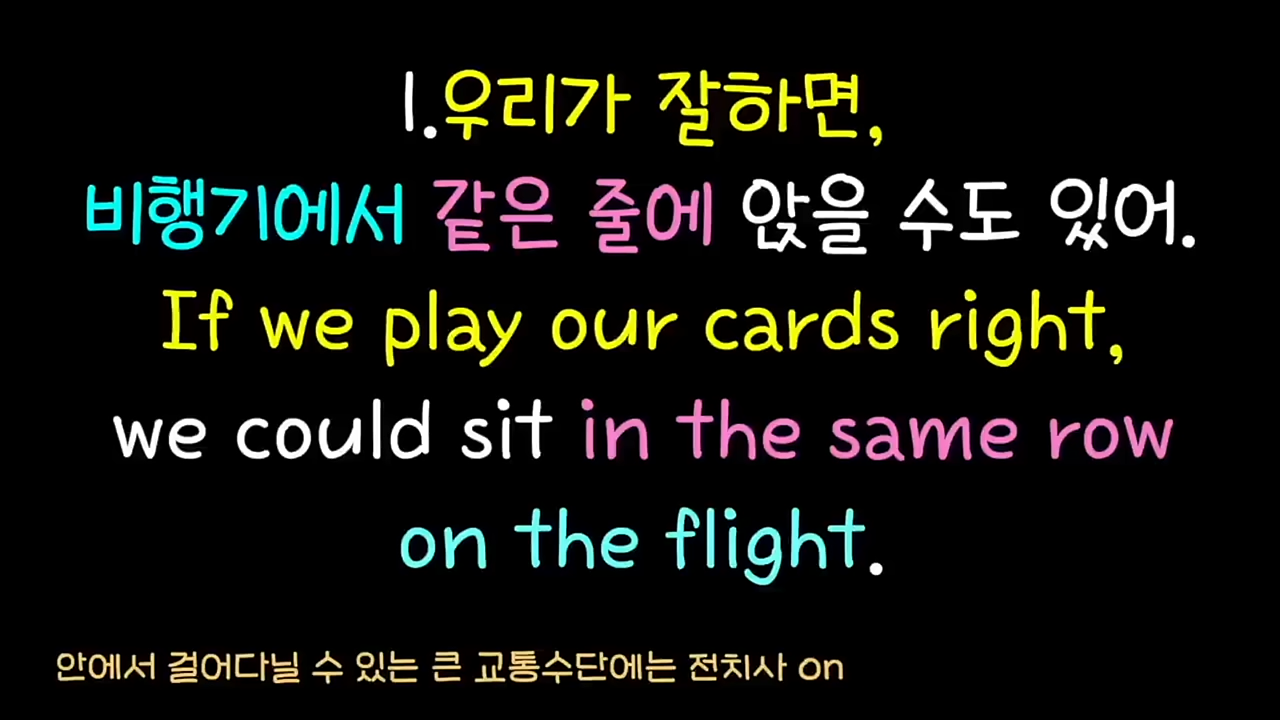 1.우리가 잘하면,
비행기에서 같은 줄에 앉을 수도 있어.
If we play our cards right,
we could sit in the same row
on the flight.
안에서 걸어다닐 수 있는 큰 교통수단에는 전치사 on